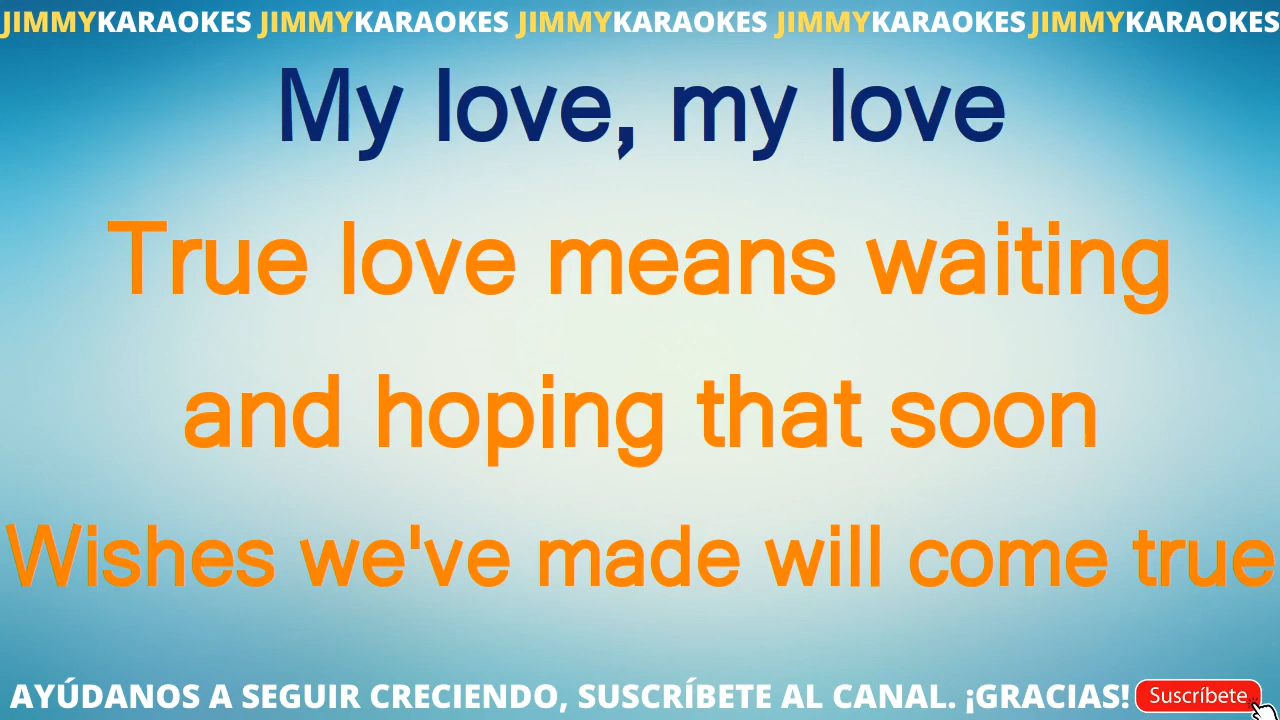 JIMMYKARAOKES JIMMYKARAOKES JIMMYKARAOKES JIMMYKARAOKES JIMMYKARAOKES
My love, my love
True love means waiting
and hoping that soon
Wishes we've made will come true
AYÚDANOS A SEGUIR CRECIENDO, SUSCRÍBETE AL CANAL. ¡GRACIAS! Suscríbete